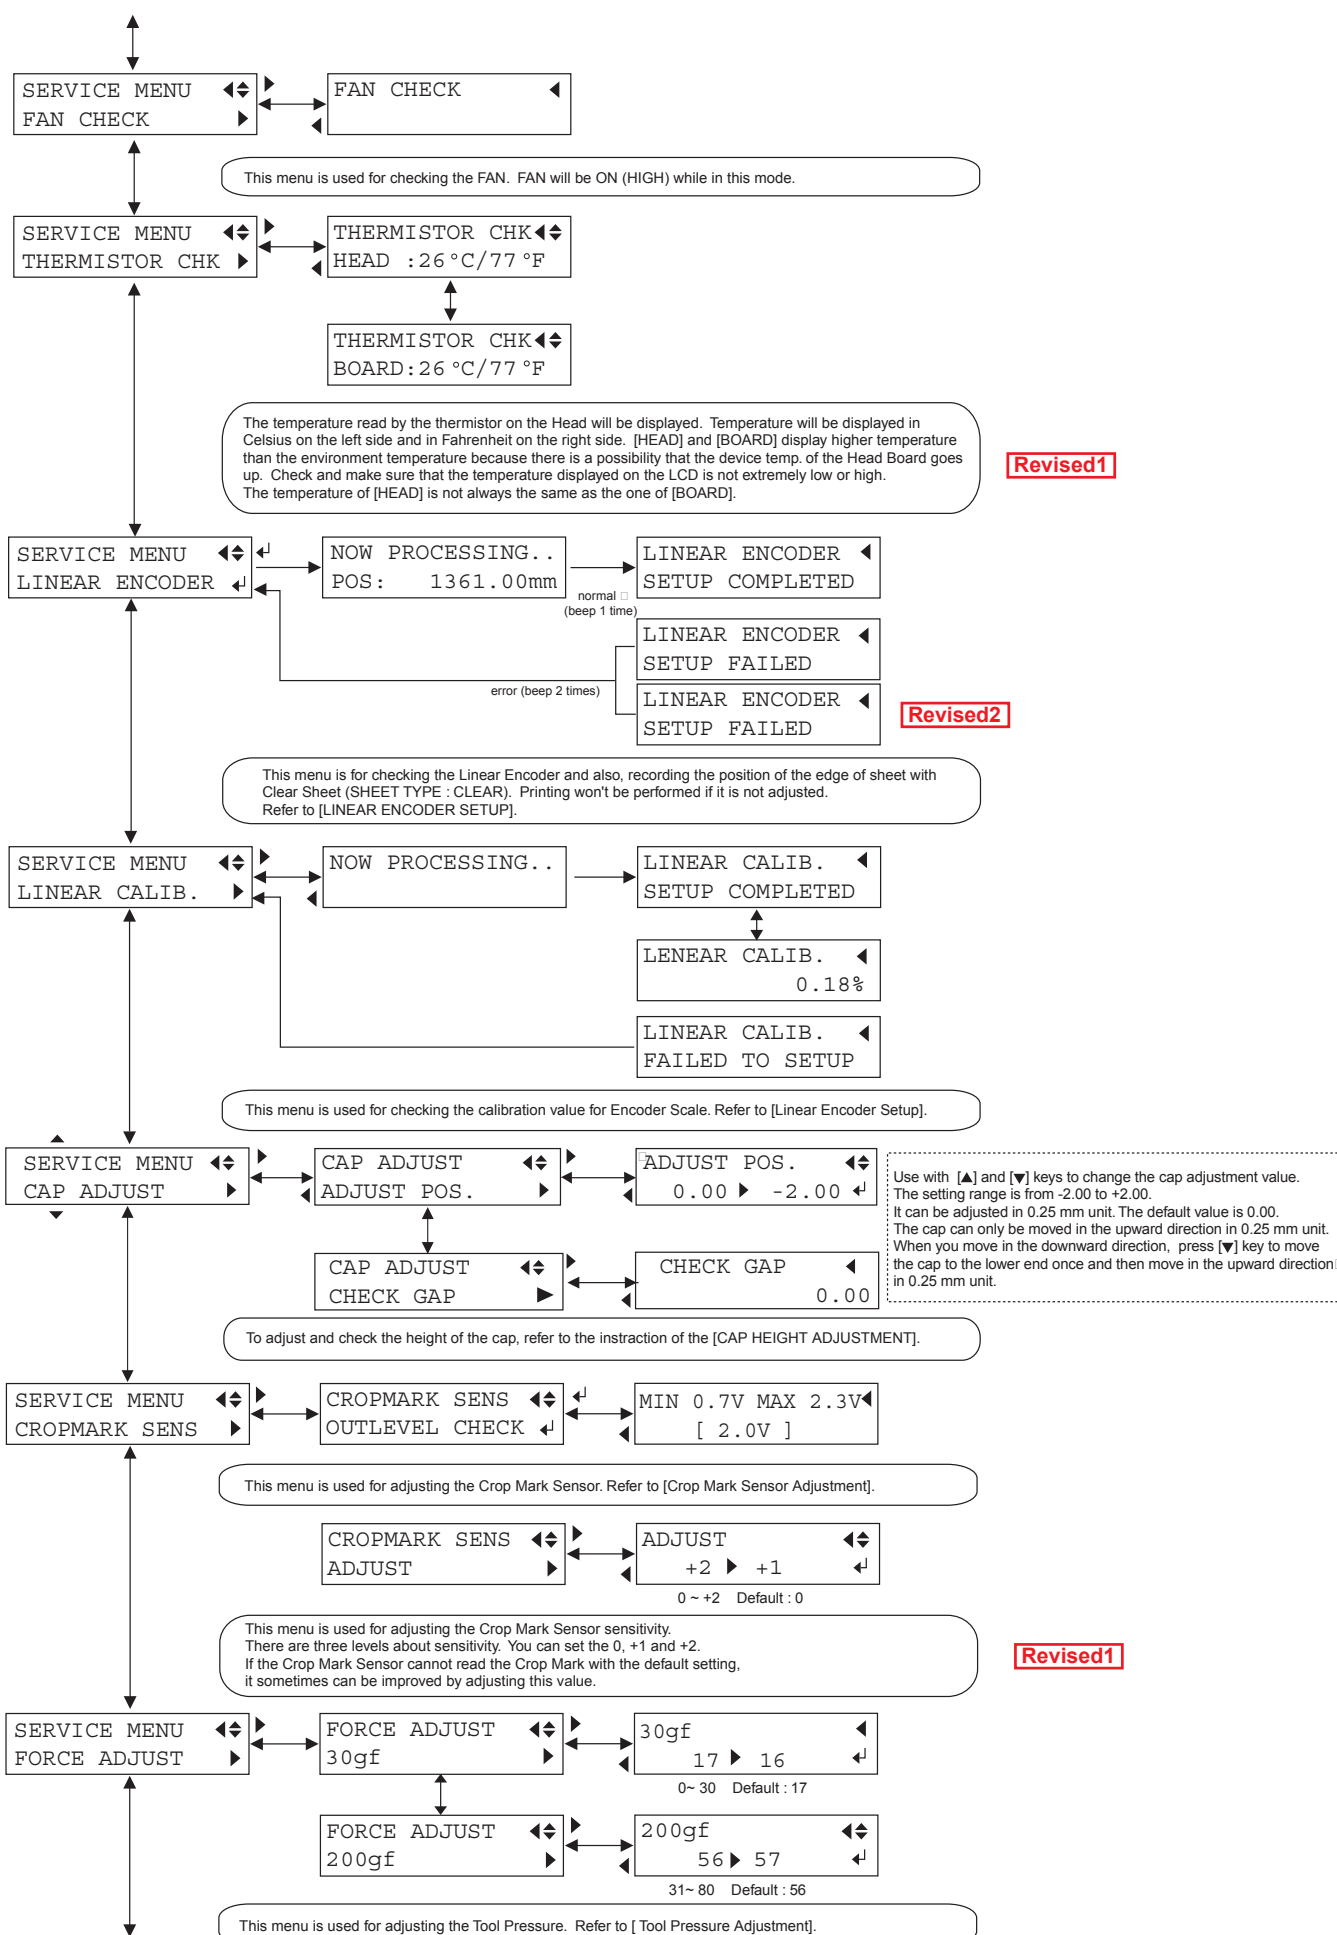 SERVICE MENU
FAN CHECK
FAN CHECK
This menu is used for checking the FAN.  FAN will be ON (HIGH) while in this mode.
SERVICE MENU
THERMISTOR CHK
THERMISTOR CHK
HEAD :26°C/77°F
THERMISTOR CHK
BOARD:26°C/77°F
The temperature read by the thermistor on the Head will be displayed.  Temperature will be displayed in
Celsius on the left side and in Fahrenheit on the right side.  [HEAD] and [BOARD] display higher temperature
than the environment temperature because there is a possibility that the device temp. of the Head Board goes
up.  Check and make sure that the temperature displayed on the LCD is not extremely low or high.
The temperature of [HEAD] is not always the same as the one of [BOARD].
Revised1
SERVICE MENU
LINEAR ENCODER
NOW PROCESSING..
POS:  1361.00mm
normal
(beep 1 time)
LINEAR ENCODER
SETUP COMPLETED
LINEAR ENCODER
SETUP FAILED
error (beep 2 times)
LINEAR ENCODER
SETUP FAILED
Revised2
This menu is for checking the Linear Encoder and also, recording the position of the edge of sheet with
Clear Sheet (SHEET TYPE : CLEAR).  Printing won't be performed if it is not adjusted.
Refer to [LINEAR ENCODER SETUP].
SERVICE MENU
LINEAR CALIB.
NOW PROCESSING..
LINEAR CALIB.
SETUP COMPLETED
LENEAR CALIB.
0.18%
LINEAR CALIB.
FAILED TO SETUP
This menu is used for checking the calibration value for Encoder Scale. Refer to [Linear Encoder Setup].
SERVICE MENU
CAP ADJUST
CAP ADJUST
ADJUST POS.
ADJUST POS.
0.00 ▶ -2.00
Use with  [▲] and [▼] keys to change the cap adjustment value.
The setting range is from -2.00 to +2.00.
It can be adjusted in 0.25 mm unit. The default value is 0.00.
The cap can only be moved in the upward direction in 0.25 mm unit.
When you move in the downward direction,  press [▼] key to move
the cap to the lower end once and then move in the upward direction
in 0.25 mm unit.
CAP ADJUST
CHECK GAP
CHECK GAP
0.00
To adjust and check the height of the cap, refer to the instraction of the [CAP HEIGHT ADJUSTMENT].
SERVICE MENU
CROPMARK SENS
CROPMARK SENS
OUTLEVEL CHECK
MIN 0.7V MAX 2.3V
[ 2.0V ]
This menu is used for adjusting the Crop Mark Sensor. Refer to [Crop Mark Sensor Adjustment].
CROPMARK SENS
ADJUST
ADJUST
+2 ▶ +1
0 ~ +2   Default : 0
This menu is used for adjusting the Crop Mark Sensor sensitivity.
There are three levels about sensitivity.  You can set the 0, +1 and +2.
If the Crop Mark Sensor cannot read the Crop Mark with the default setting,
it sometimes can be improved by adjusting this value.
Revised1
SERVICE MENU
FORCE ADJUST
FORCE ADJUST
30gf
30gf
17 ▶ 16
0~ 30   Default : 17
FORCE ADJUST
200gf
200gf
56 ▶ 57
31~ 80   Default : 56
This menu is used for adjusting the Tool Pressure.  Refer to [ Tool Pressure Adjustment].